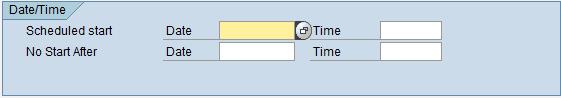 Date/Time
Scheduled start Date Time
No Start After Date Time